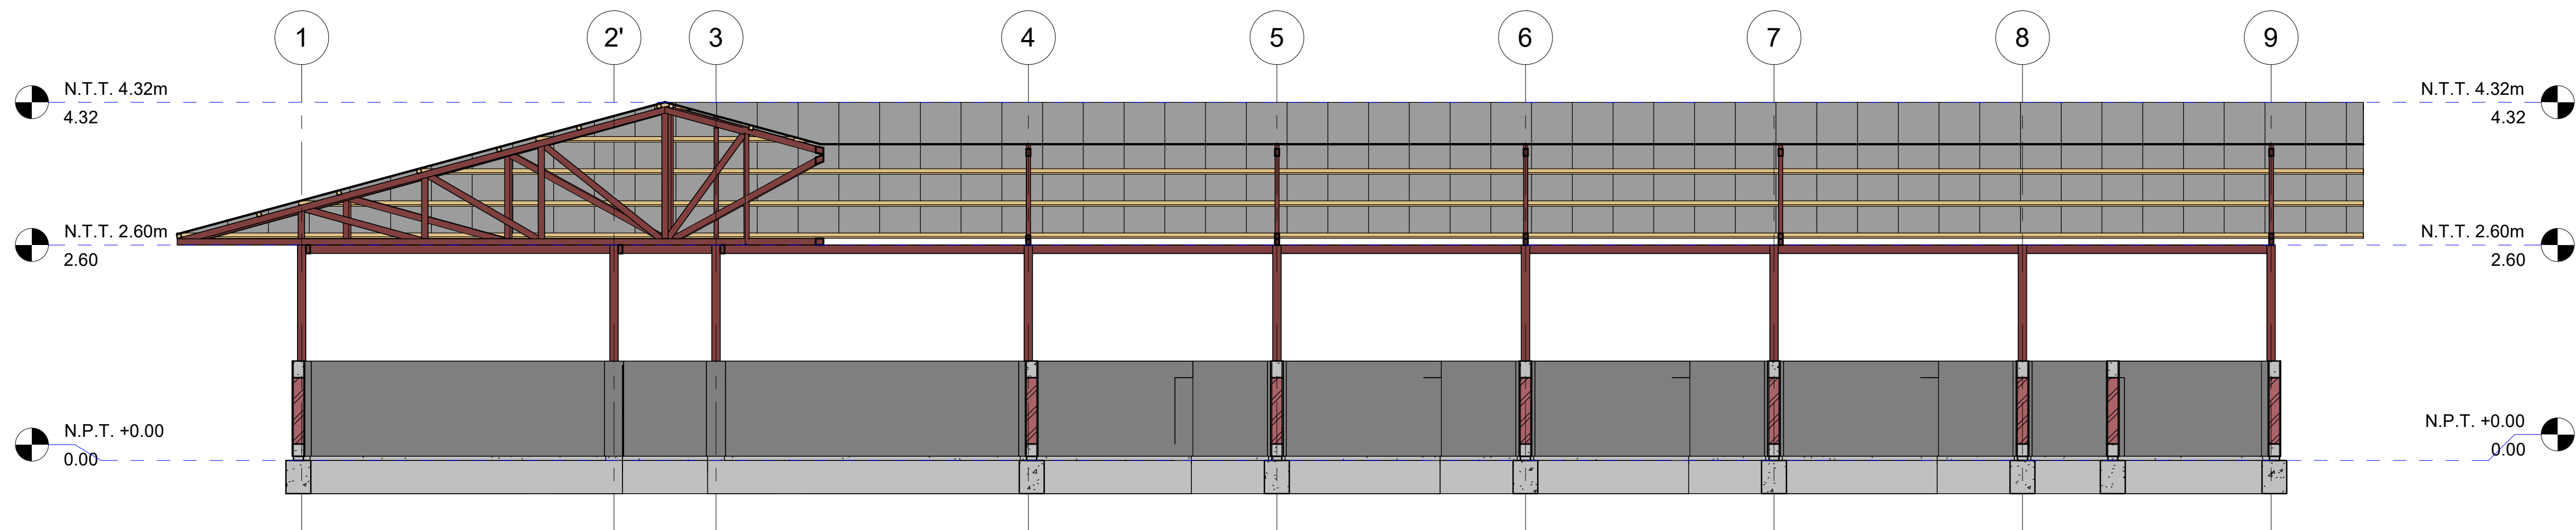 1 2' 3 4 5 6 7 8 9
N.T.T. 4.32m
4.32
N.T.T. 4.32m
4.32
N.T.T. 2.60m
2.60
N.T.T. 2.60m
2.60
N.P.T. +0.00
0.00
N.P.T. +0.00
0.00